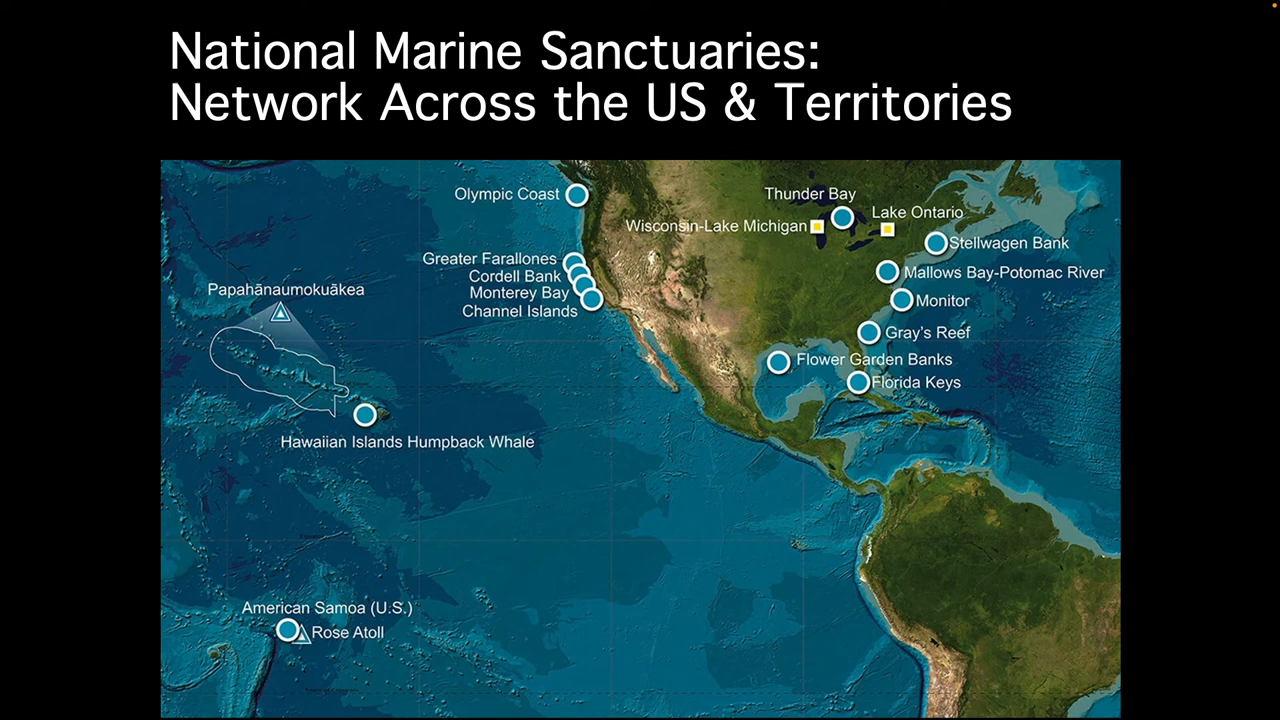 National Marine Sanctuaries:
Network Across the US & Territories
Olympic Coast
Thunder Bay
Wisconsin-Lake Michigan
Lake Ontario
Stellwagen Bank
Greater Farallones
Cordell Bank
Monterey Bay
Channel Islands
Mallows Bay-Potomac River
Monitor
Papahānaumokuākea
Gray's Reef
Flower Garden Banks
Florida Keys
Hawaiian Islands Humpback Whale
American Samoa (U.S.)
Rose Atoll